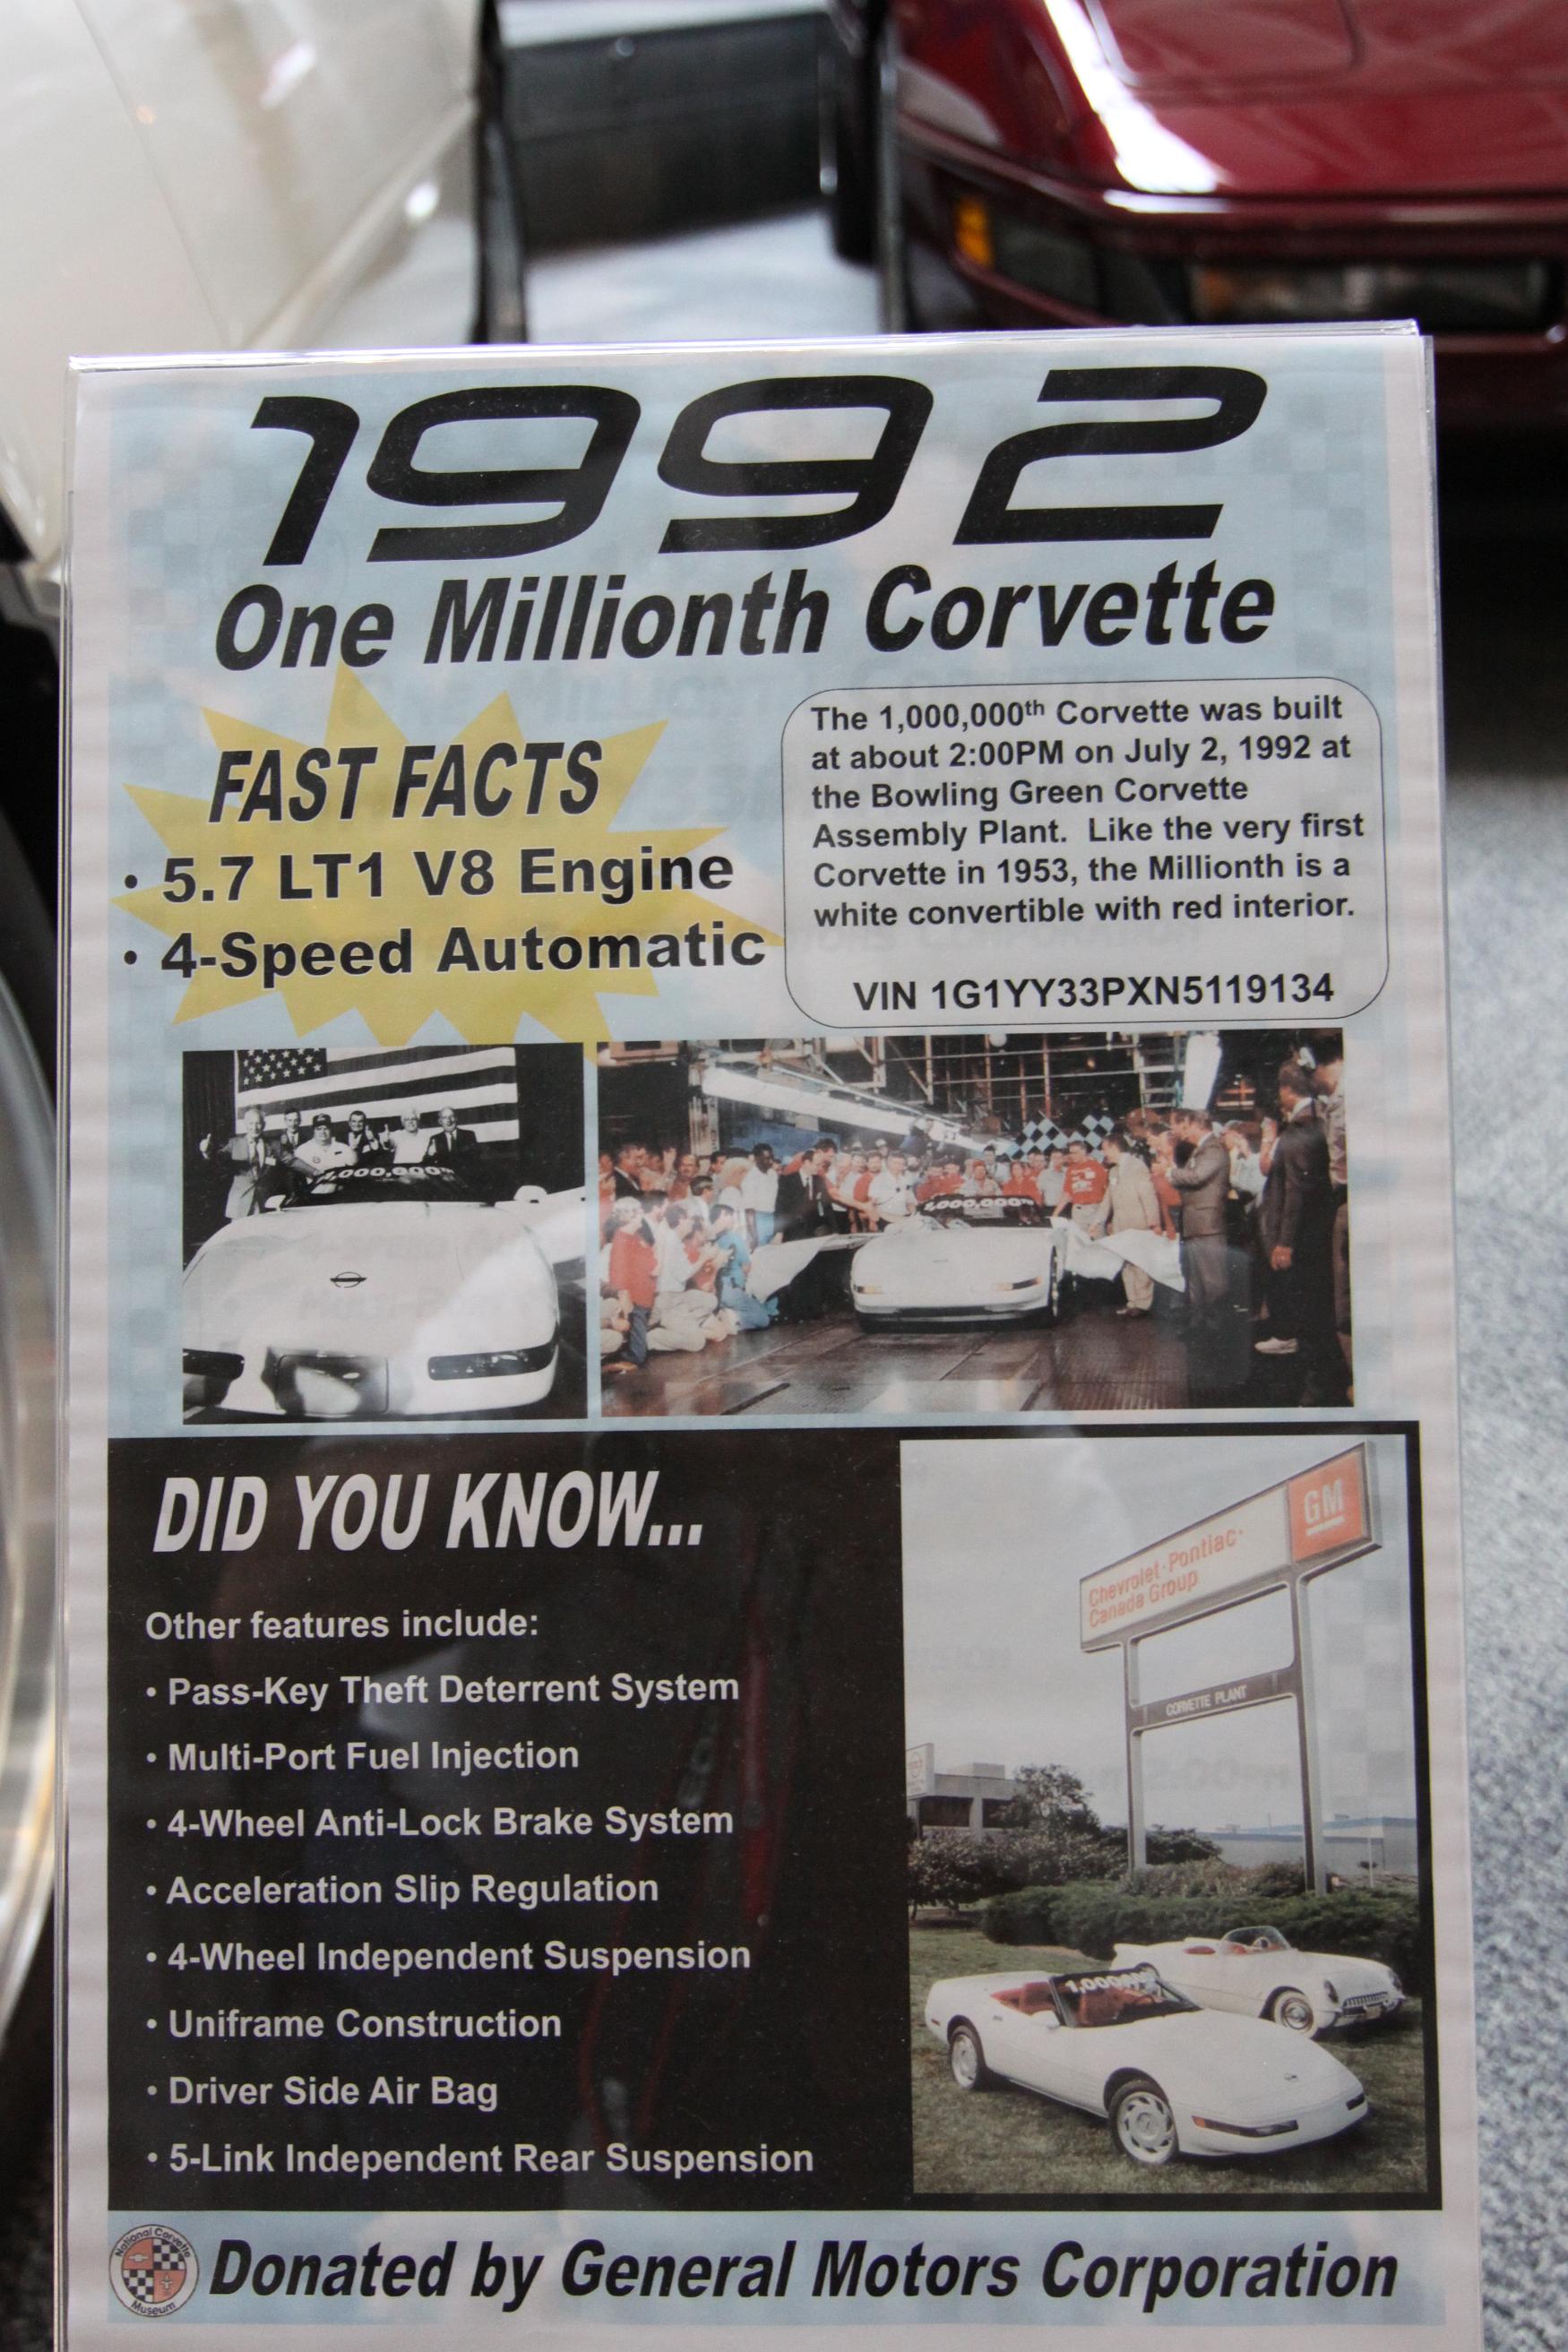 1992
One Millionth Corvette
FAST FACTS
• 5.7 LT1 V8 Engine
• 4-Speed Automatic
The 1,000,000th Corvette was built
at about 2:00PM on July 2, 1992 at
the Bowling Green Corvette
Assembly Plant. Like the very first
Corvette in 1953, the Millionth is a
white convertible with red interior.
VIN 1G1YY33PXN5119134
1,000,000th
1,000,000th
DID YOU KNOW...
Other features include:
• Pass-Key Theft Deterrent System
• Multi-Port Fuel Injection
• 4-Wheel Anti-Lock Brake System
• Acceleration Slip Regulation
• 4-Wheel Independent Suspension
• Uniframe Construction
• Driver Side Air Bag
• 5-Link Independent Rear Suspension
GM
Chevrolet·Pontiac·
Canada Group
CORVETTE PLANT
National Corvette
Museum
Donated by General Motors Corporation